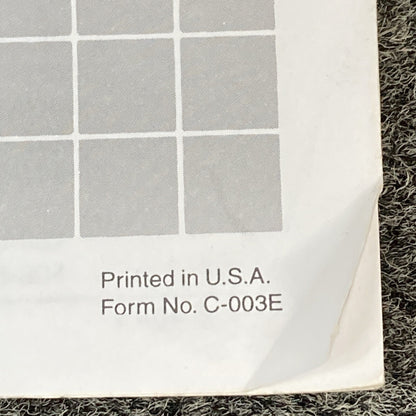 Printed in U.S.A.
Form No. C-003E